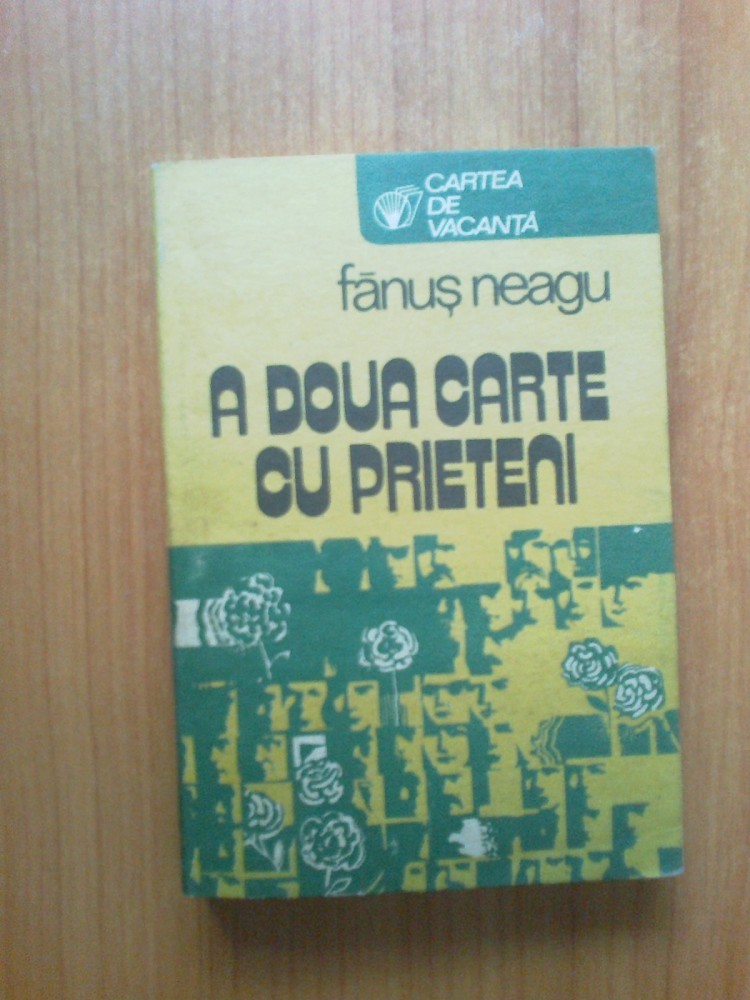 CARTEA
DE
VACANȚĂ
fănuș neagu
A DOUA CARTE
CU PRIETENI